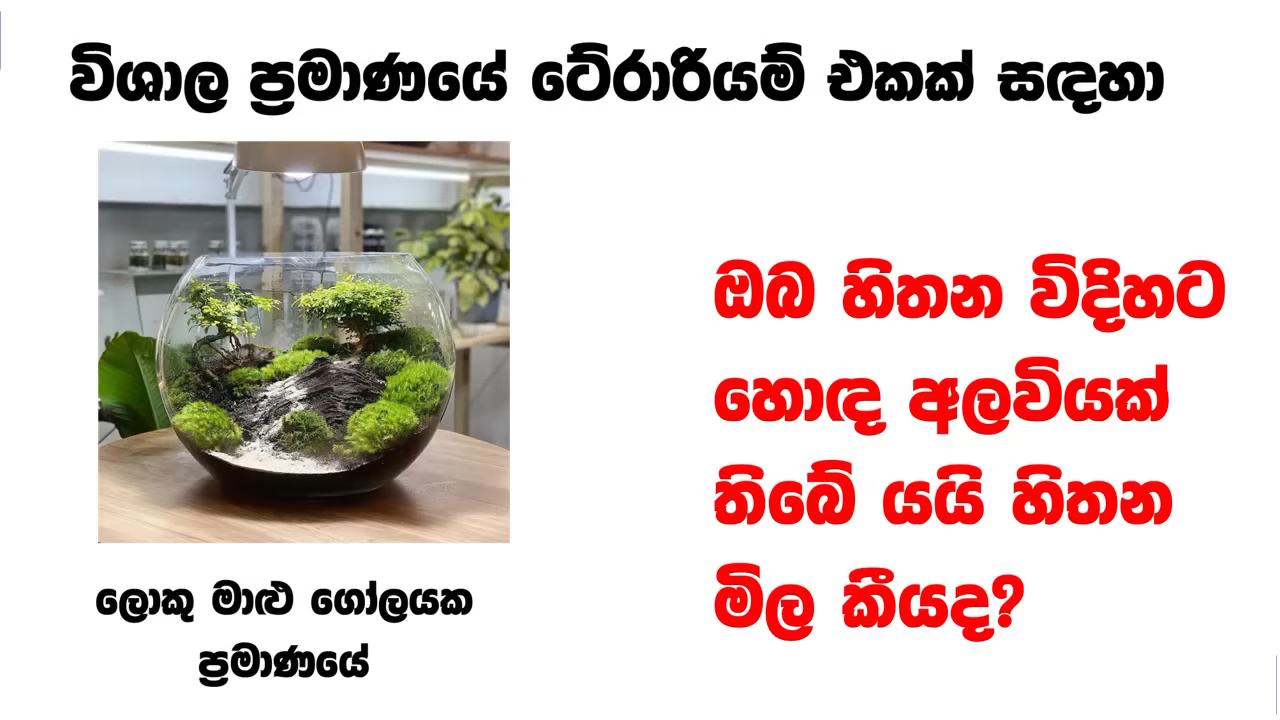 විශාල ප්‍රමාණයේ ටේරාරියම් එකක් සඳහා
ඔබ හිතන විදිහට
හොඳ අලවියක්
තිබේ යයි හිතන
මිල කීයද?
ලොකු මාළු ගෝලයක
ප්‍රමාණයේ